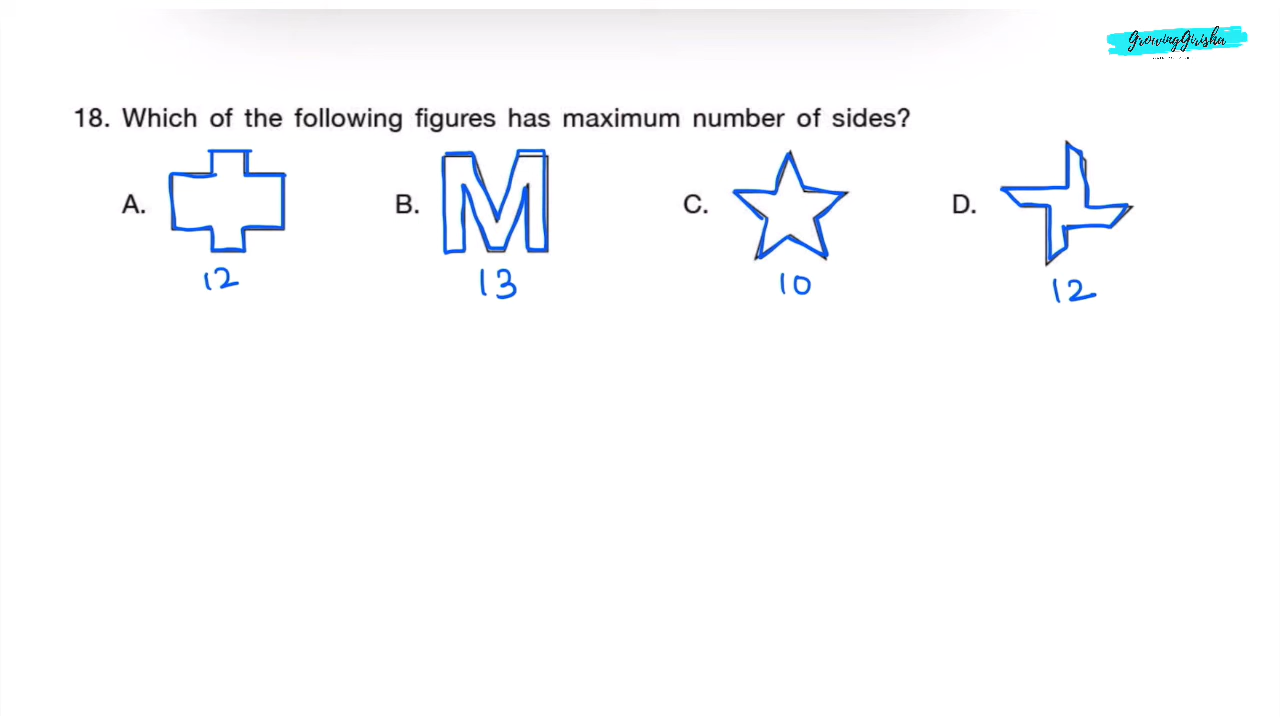 GrowingGirisha
18. Which of the following figures has maximum number of sides?
A. B. M C. D.
12 13 10 12